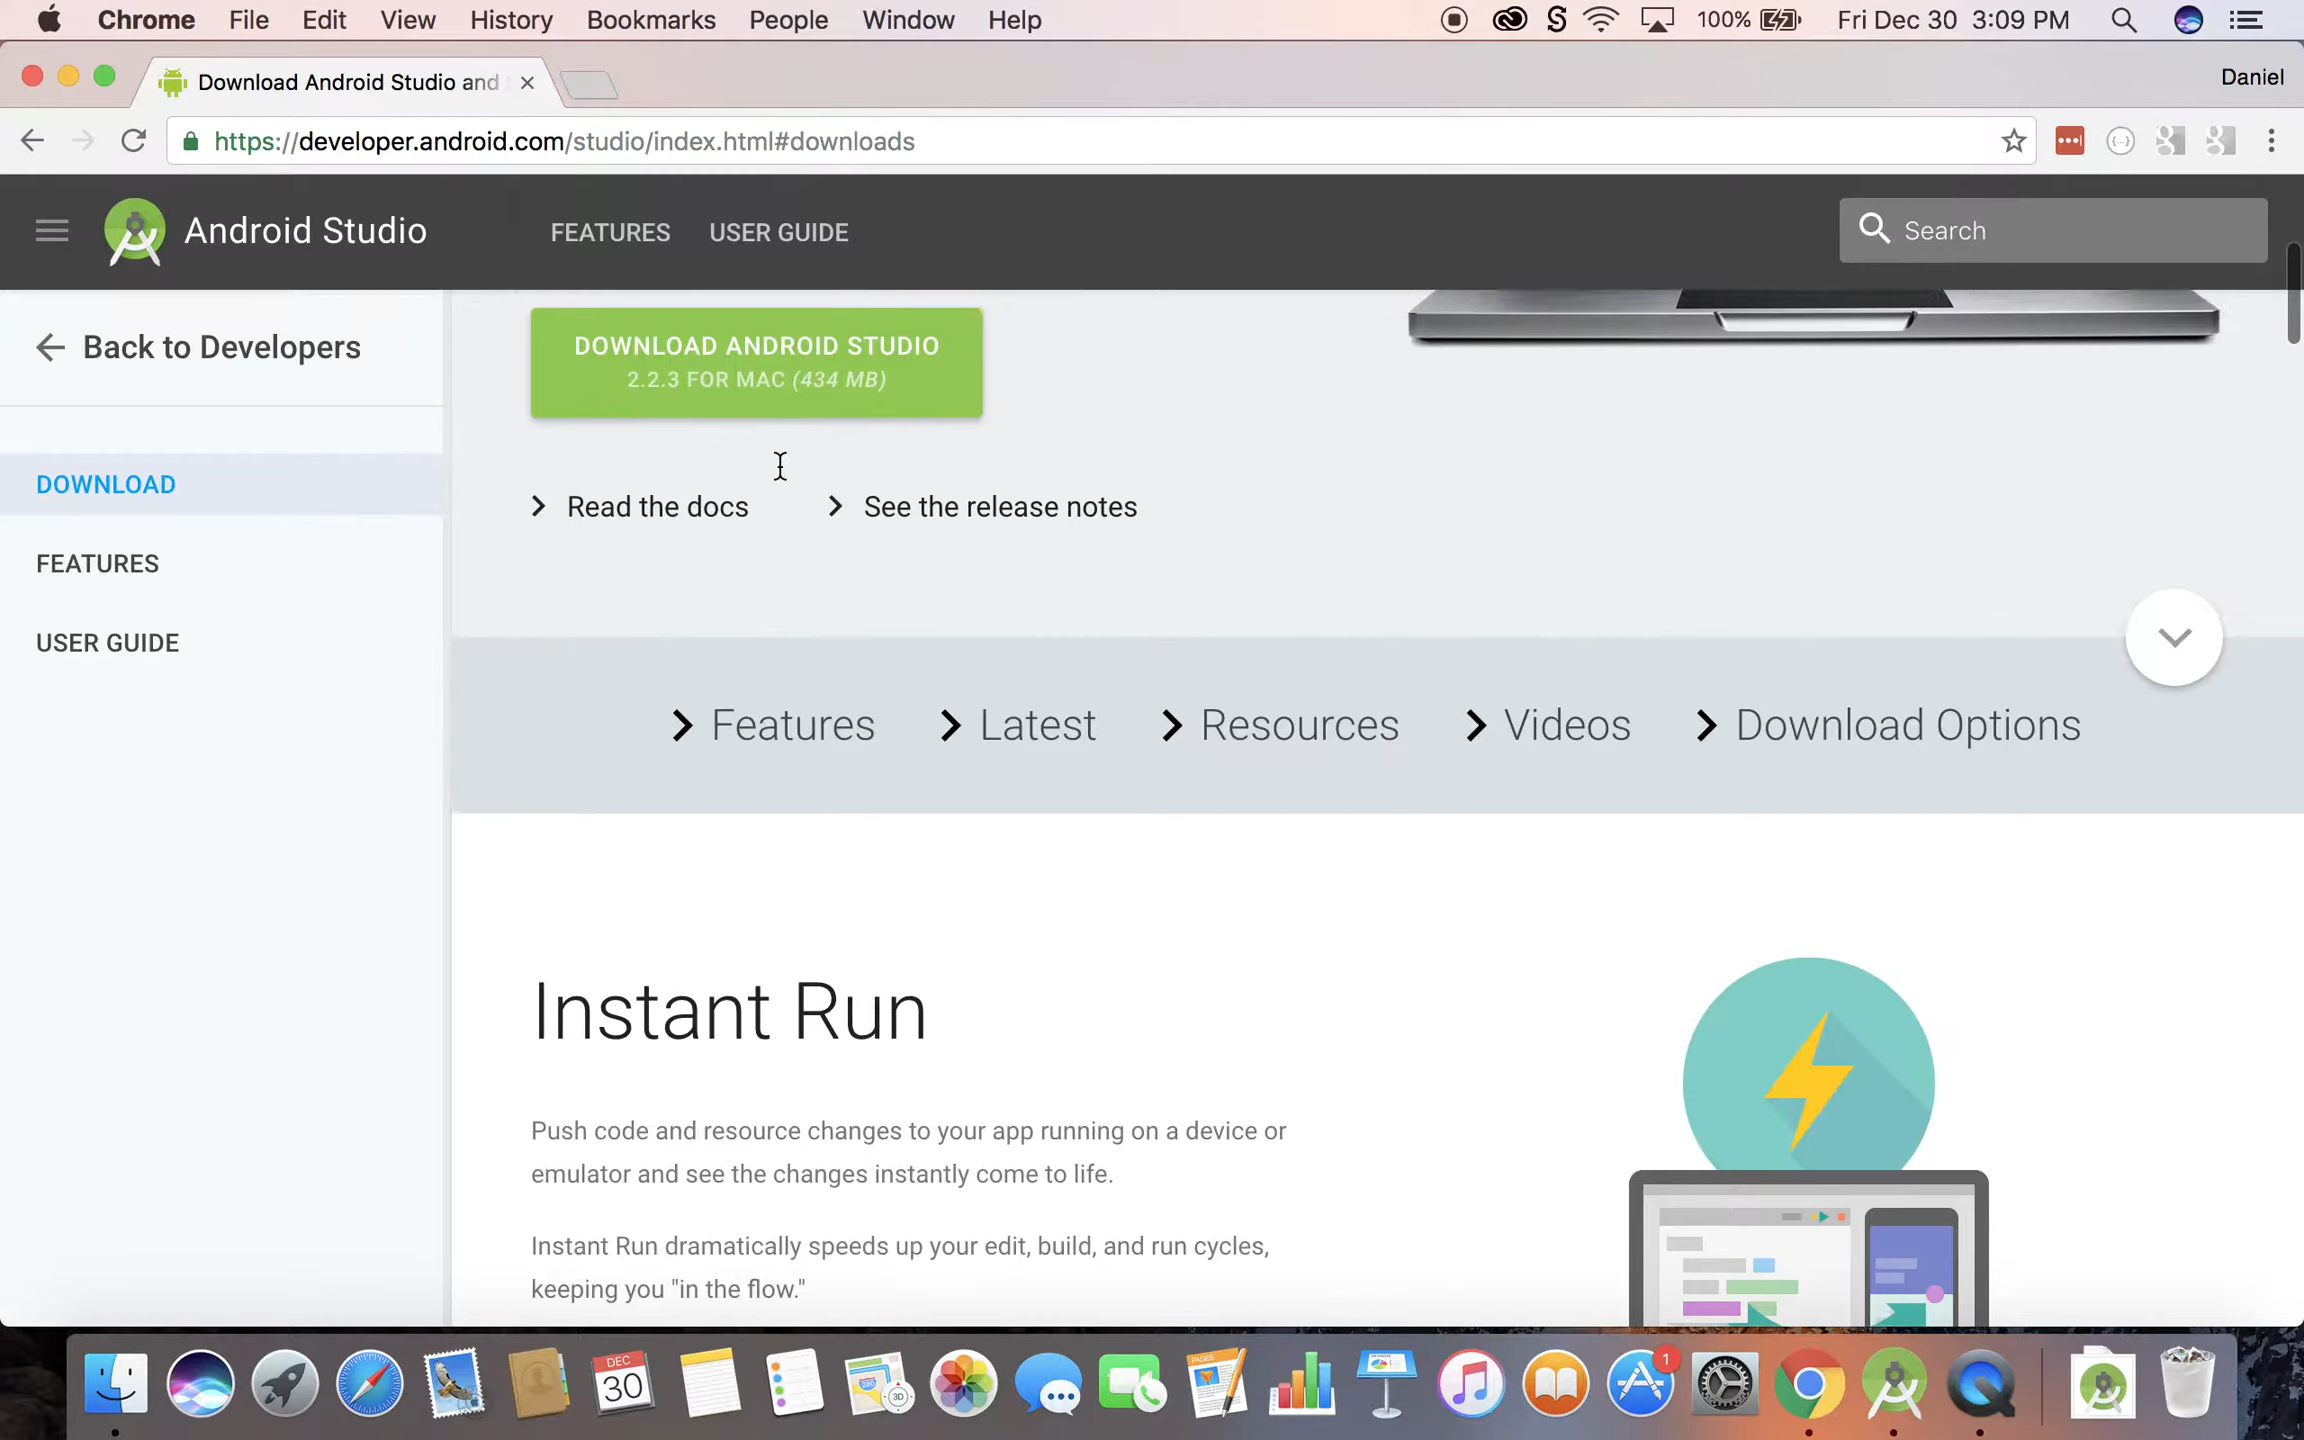 Chrome File Edit View History Bookmarks People Window Help 100% Fri Dec 30 3:09 PM
Download Android Studio and Daniel
https://developer.android.com/studio/index.html#downloads
Android Studio FEATURES USER GUIDE Search
Back to Developers
DOWNLOAD
FEATURES
USER GUIDE
DOWNLOAD ANDROID STUDIO
2.2.3 FOR MAC (434 MB)
Read the docs See the release notes
Features Latest Resources Videos Download Options
Instant Run
Push code and resource changes to your app running on a device or
emulator and see the changes instantly come to life.
Instant Run dramatically speeds up your edit, build, and run cycles,
keeping you "in the flow."
DEC
30
3D
PAGES
1